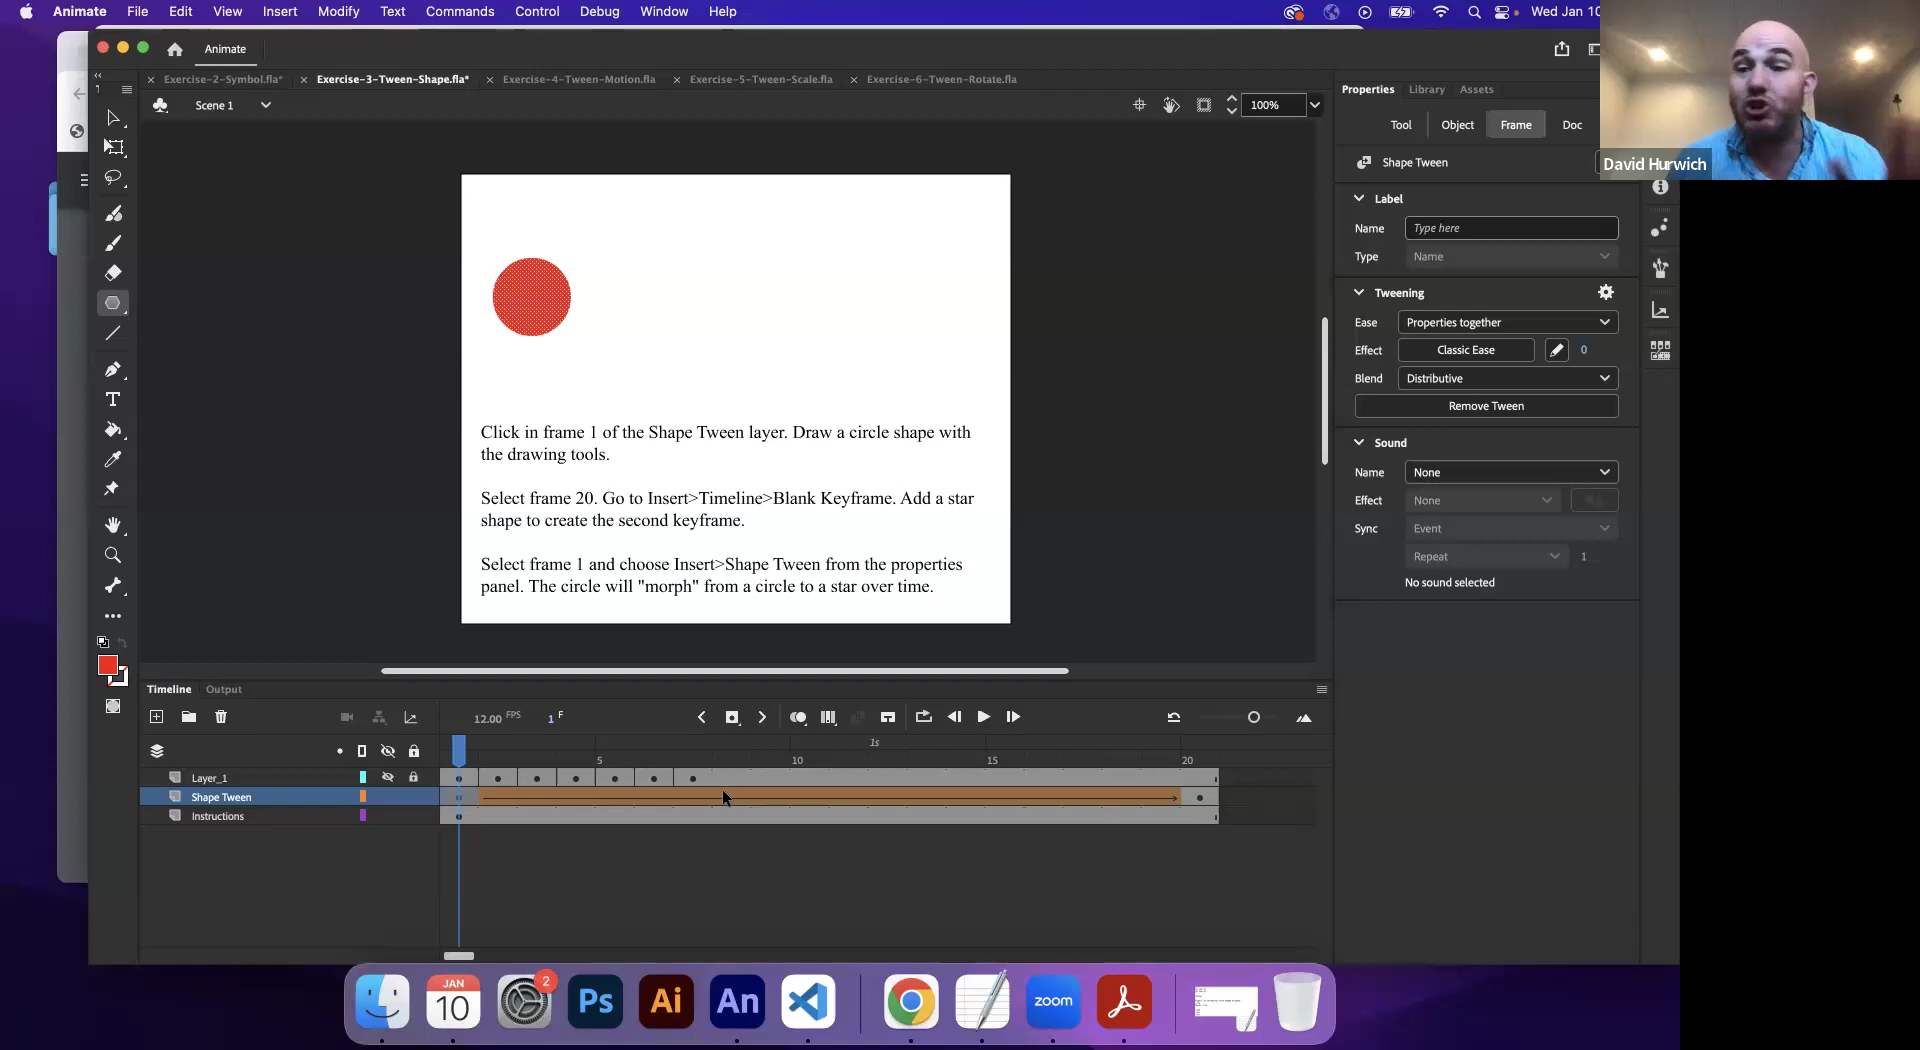 Animate File Edit View Insert Modify Text Commands Control Debug Window Help
Wed Jan 10
Animate
Exercise-2-Symbol.fla* Exercise-3-Tween-Shape.fla* Exercise-4-Tween-Motion.fla Exercise-5-Tween-Scale.fla Exercise-6-Tween-Rotate.fla
Scene 1
100%
Properties Library Assets
Tool Object Frame Doc
Shape Tween
David Hurwich
Label
Name Type here
Type Name
Tweening
Ease Properties together
Effect Classic Ease 0
Blend Distributive
Remove Tween
Sound
Name None
Effect None
Sync Event
Repeat 1
No sound selected
Click in frame 1 of the Shape Tween layer. Draw a circle shape with
the drawing tools.
Select frame 20. Go to Insert>Timeline>Blank Keyframe. Add a star
shape to create the second keyframe.
Select frame 1 and choose Insert>Shape Tween from the properties
panel. The circle will "morph" from a circle to a star over time.
Timeline Output
12.00 FPS 1 F
1s
5 10 15 20
Layer_1
Shape Tween
Instructions
JAN
10
2
Ps
Ai
An
zoom